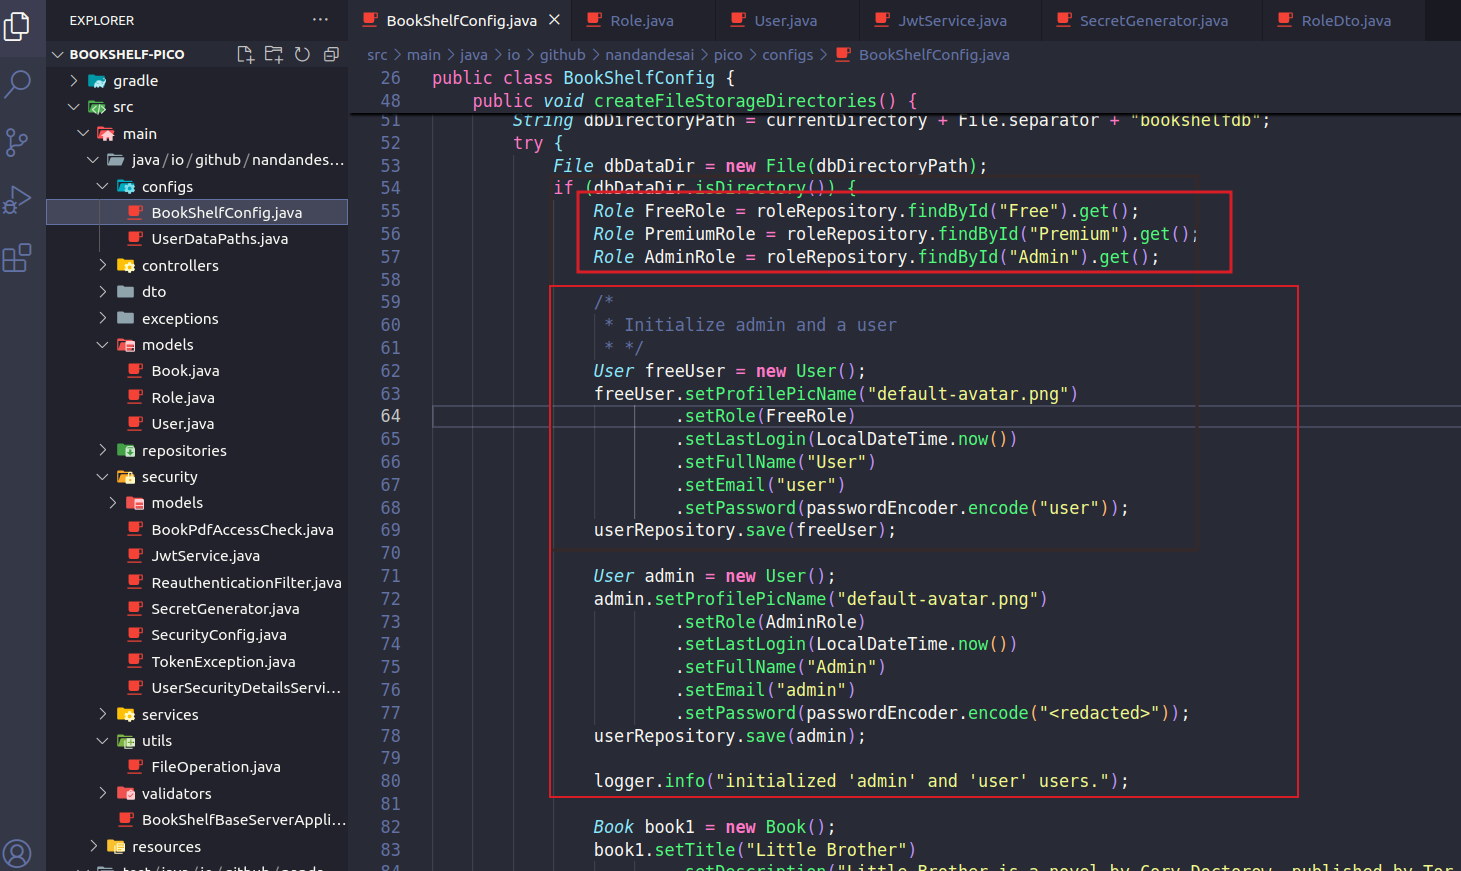 EXPLORER
BookShelfConfig.java
Role.java
User.java
JwtService.java
SecretGenerator.java
RoleDto.java
BOOKSHELF-PICO
gradle
src
main
java/io/github/nandandes...
configs
BookShelfConfig.java
UserDataPaths.java
controllers
dto
exceptions
models
Book.java
Role.java
User.java
repositories
security
models
BookPdfAccessCheck.java
JwtService.java
ReauthenticationFilter.java
SecretGenerator.java
SecurityConfig.java
TokenException.java
UserSecurityDetailsServi...
services
utils
FileOperation.java
validators
BookShelfBaseServerAppli...
resources
src > main > java > io > github > nandandesai > pico > configs > BookShelfConfig.java
26 public class BookShelfConfig {
48 public void createFileStorageDirectories() {
51 String dbDirectoryPath = currentDirectory + File.separator + "bookshelfdb";
52 try {
53 File dbDataDir = new File(dbDirectoryPath);
54 if (dbDataDir.isDirectory()) {
55 Role FreeRole = roleRepository.findById("Free").get();
56 Role PremiumRole = roleRepository.findById("Premium").get();
57 Role AdminRole = roleRepository.findById("Admin").get();
58
59 /*
60 * Initialize admin and a user
61 * */
62 User freeUser = new User();
63 freeUser.setProfilePicName("default-avatar.png")
64 .setRole(FreeRole)
65 .setLastLogin(LocalDateTime.now())
66 .setFullName("User")
67 .setEmail("user")
68 .setPassword(passwordEncoder.encode("user"));
69 userRepository.save(freeUser);
70
71 User admin = new User();
72 admin.setProfilePicName("default-avatar.png")
73 .setRole(AdminRole)
74 .setLastLogin(LocalDateTime.now())
75 .setFullName("Admin")
76 .setEmail("admin")
77 .setPassword(passwordEncoder.encode("<redacted>"));
78 userRepository.save(admin);
79
80 logger.info("initialized 'admin' and 'user' users.");
81
82 Book book1 = new Book();
83 book1.setTitle("Little Brother")
84 .setDescription("Little Brother is a novel by Cory Doctorow, published by Tor